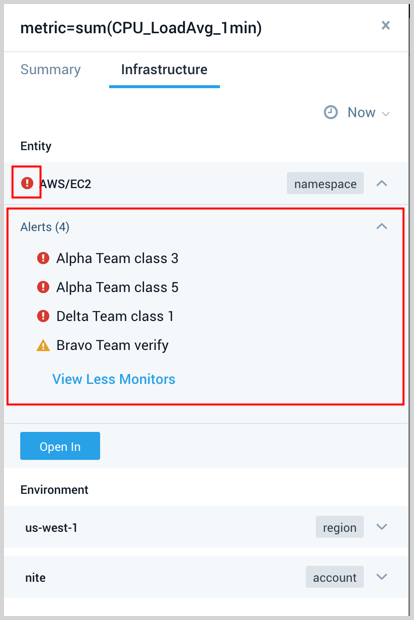 metric=sum(CPU_LoadAvg_1min)
Summary Infrastructure
Now
Entity
AWS/EC2 namespace
Alerts (4)
Alpha Team class 3
Alpha Team class 5
Delta Team class 1
Bravo Team verify
View Less Monitors
Open In
Environment
us-west-1 region
nite account